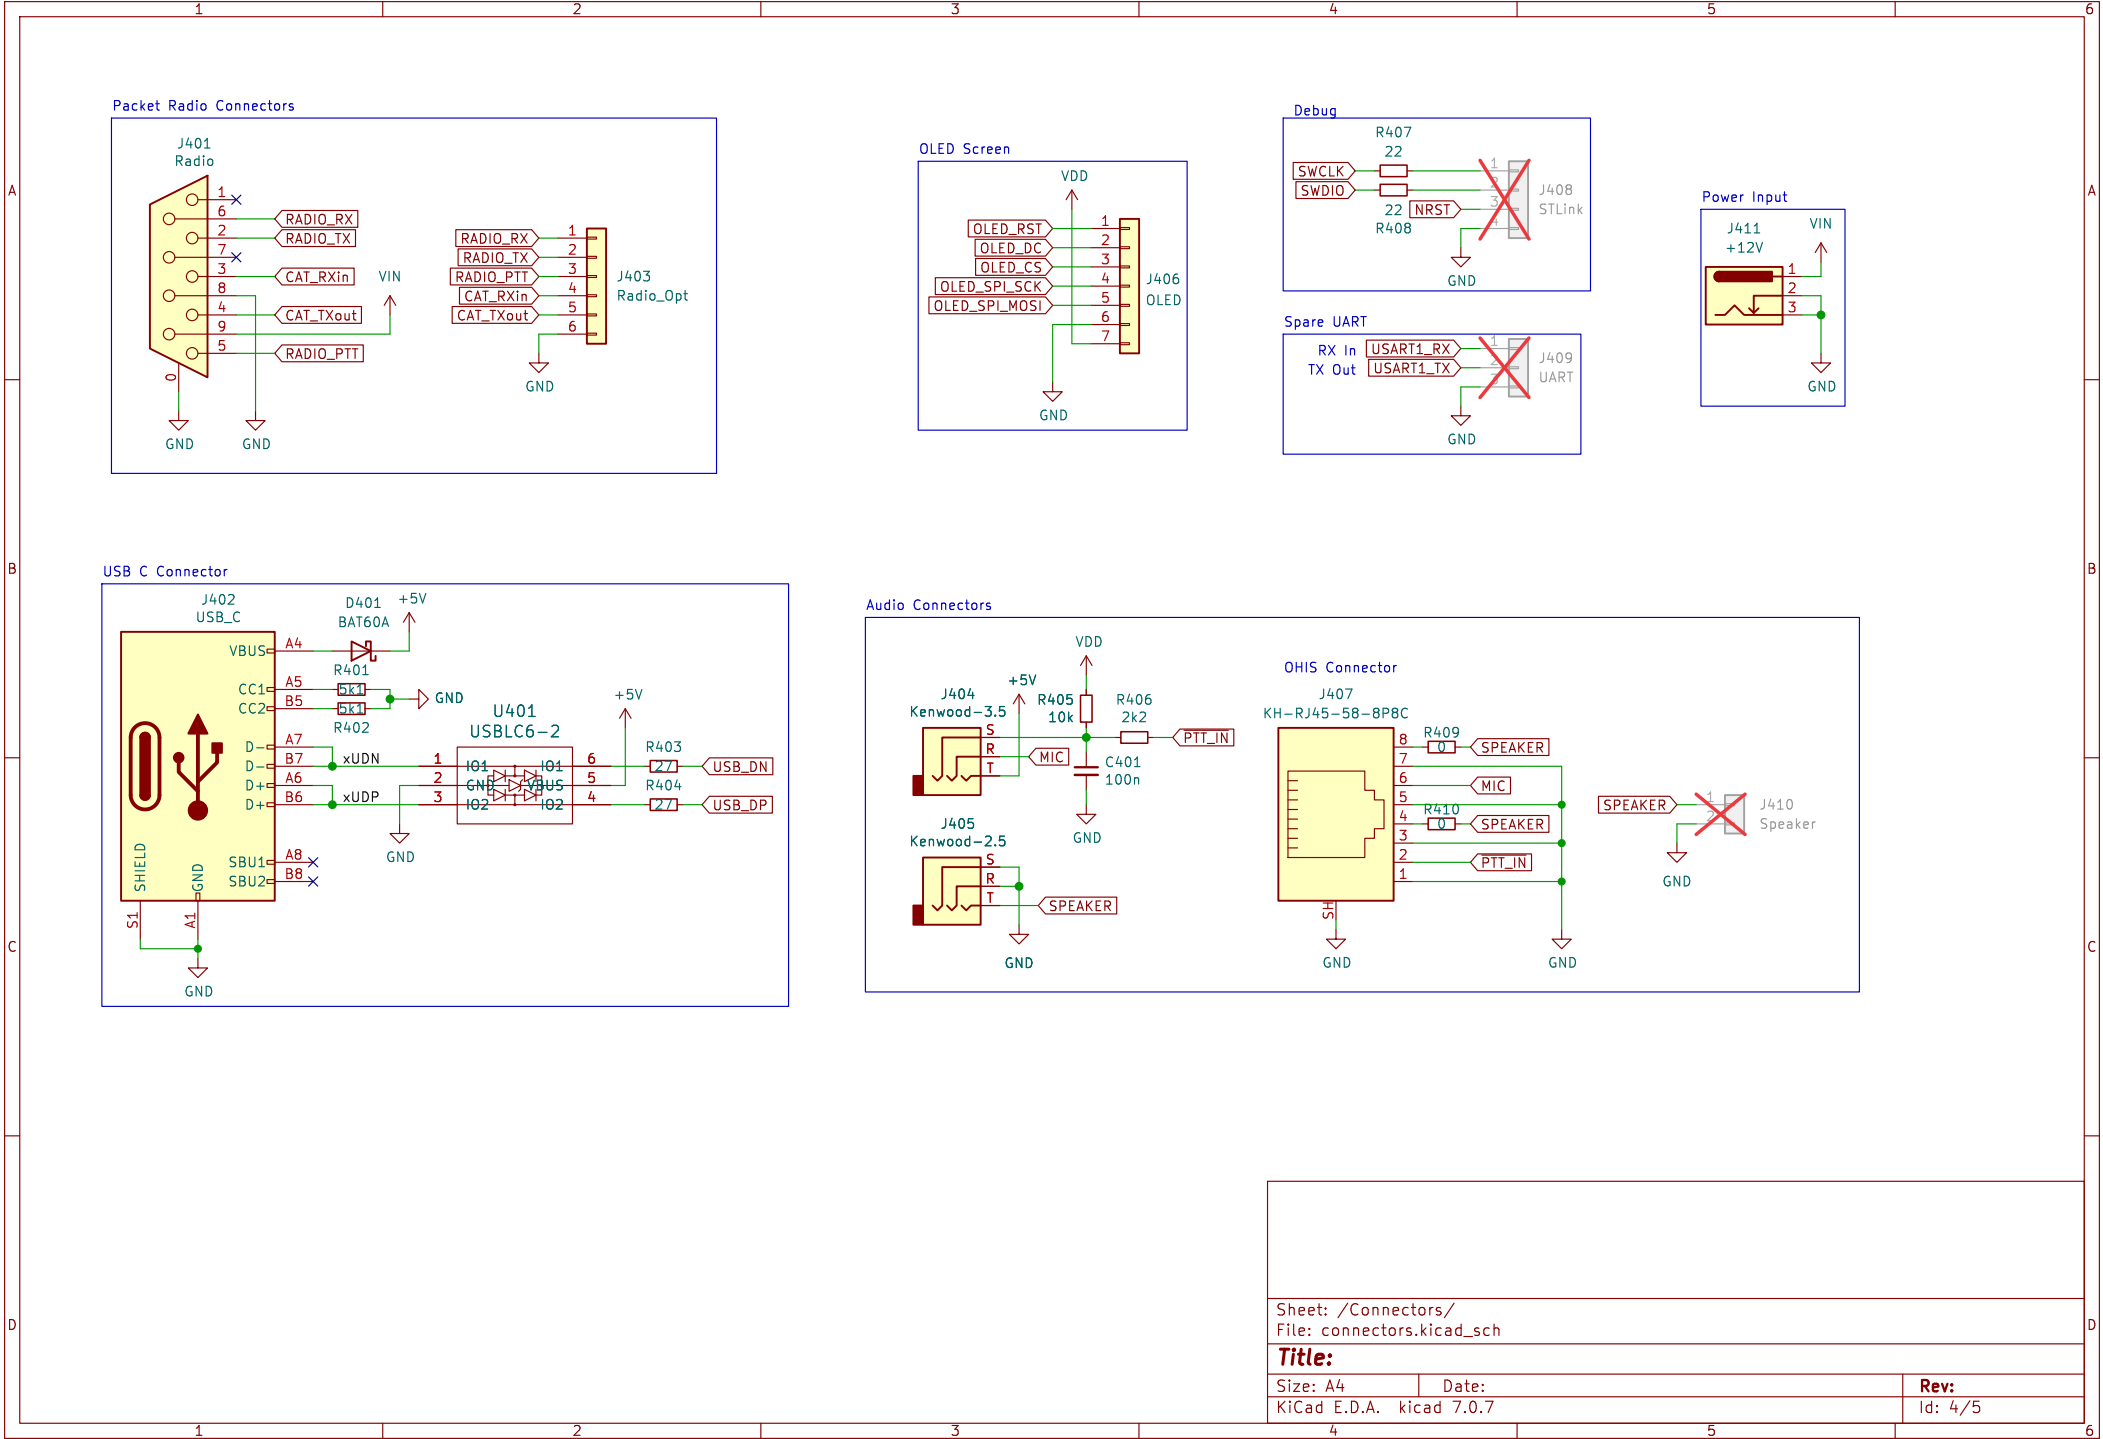 1 2 3 4 5 6
A A
B B
C C
D D
Packet Radio Connectors
J401
Radio
1
6 RADIO_RX
2 RADIO_TX
7
3 CAT_RXin
8
4 CAT_TXout
9
5 RADIO_PTT
0
VIN
GND GND
RADIO_RX 1
RADIO_TX 2
RADIO_PTT 3
CAT_RXin 4
CAT_TXout 5
6
J403
Radio_Opt
GND
OLED Screen
VDD
OLED_RST 1
OLED_DC 2
OLED_CS 3
OLED_SPI_SCK 4
OLED_SPI_MOSI 5
6
7
J406
OLED
GND
Debug
R407
22
SWCLK 1
SWDIO
22 NRST 3
R408
J408
STLink
GND
Spare UART
RX In USART1_RX 1
TX Out USART1_TX
J409
UART
GND
Power Input
J411
+12V
VIN
1
2
3
GND
USB C Connector
J402
USB_C
D401
BAT60A
+5V
VBUS A4
R401
CC1 A5 5k1
CC2 B5 5k1
R402
GND
D- A7
D- B7 xUDN
D+ A6
D+ B6 xUDP
SBU1 A8
SBU2 B8
SHIELD
GND
S1
A1
GND
U401
USBLC6-2
1 IO1 IO1 6
2 GND VBUS 5
3 IO2 IO2 4
GND
+5V
R403
27 USB_DN
R404
27 USB_DP
Audio Connectors
J404
Kenwood-3.5
S
R MIC
T
+5V
VDD
R405
10k
R406
2k2
PTT_IN
C401
100n
GND
J405
Kenwood-2.5
S
R
T SPEAKER
GND
OHIS Connector
J407
KH-RJ45-58-8P8C
R409
8 0 SPEAKER
7
6 MIC
5
R410
4 0 SPEAKER
3
2 PTT_IN
1
SH
GND
GND
SPEAKER 1
2
J410
Speaker
GND
Sheet: /Connectors/
File: connectors.kicad_sch
Title:
Size: A4 Date: Rev:
KiCad E.D.A. kicad 7.0.7 Id: 4/5
1 2 3 4 5 6